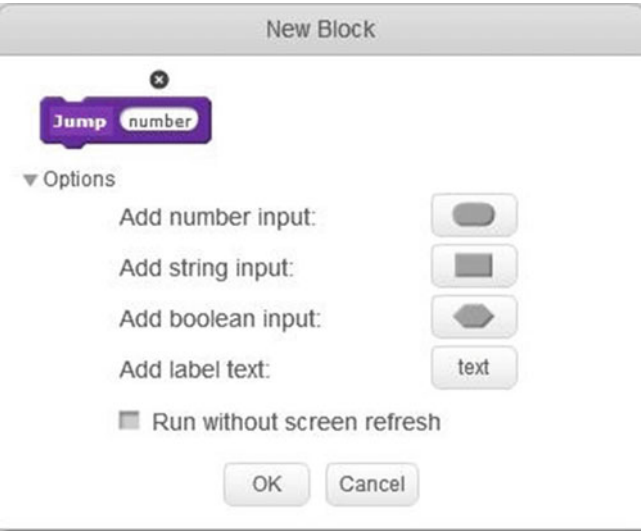 New Block
Jump number
Options
Add number input:
Add string input:
Add boolean input:
Add label text: text
Run without screen refresh
OK Cancel